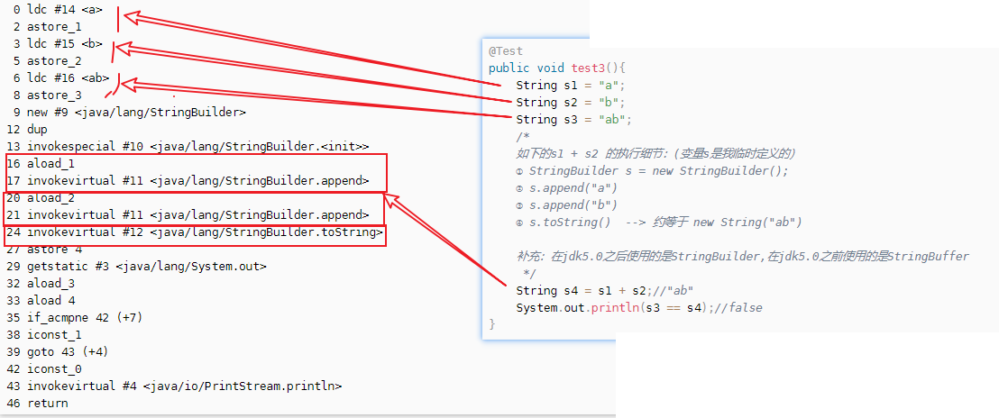 0 ldc #14 <a>
2 astore_1
3 ldc #15 <b>
5 astore_2
6 ldc #16 <ab>
8 astore_3
9 new #9 <java/lang/StringBuilder>
12 dup
13 invokespecial #10 <java/lang/StringBuilder.<init>>
16 aload_1
17 invokevirtual #11 <java/lang/StringBuilder.append>
20 aload_2
21 invokevirtual #11 <java/lang/StringBuilder.append>
24 invokevirtual #12 <java/lang/StringBuilder.toString>
27 astore 4
29 getstatic #3 <java/lang/System.out>
32 aload_3
33 aload 4
35 if_acmpne 42 (+7)
38 iconst_1
39 goto 43 (+4)
42 iconst_0
43 invokevirtual #4 <java/io/PrintStream.println>
46 return
@Test
public void test3(){
String s1 = "a";
String s2 = "b";
String s3 = "ab";
/*
如下的s1 + s2 的执行细节：(变量s是我临时定义的）
① StringBuilder s = new StringBuilder();
② s.append("a")
③ s.append("b")
④ s.toString()  --> 约等于 new String("ab")
补充：在jdk5.0之后使用的是StringBuilder,在jdk5.0之前使用的是StringBuffer
*/
String s4 = s1 + s2;//"ab"
System.out.println(s3 == s4);//false
}